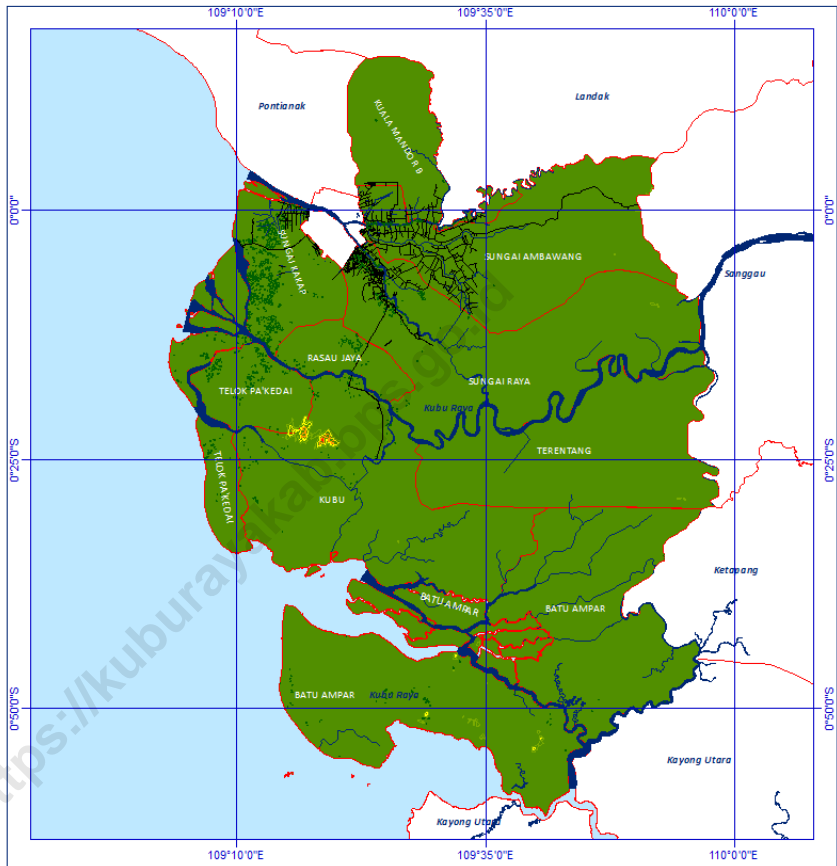 109°10'0"E
109°35'0"E
110°0'0"E
Pontianak
Landak
KUALA MANDOR B
0°0'0"
0°0'0"
SUNGAI KAKAP
SUNGAI AMBAWANG
Sanggau
RASAU JAYA
SUNGAI RAYA
TELOK PA'KEDAI
Kubu Raya
TERENTANG
0°25'0"S
0°25'0"S
TELOK PA'KEDAI
KUBU
Ketapang
BATU AMPAR
BATU AMPAR
BATU AMPAR
Kubu Raya
0°50'0"S
0°50'0"S
Kayong Utara
Kayong Utara
109°10'0"E
109°35'0"E
110°0'0"E
https://kuburayakab.bps.go.id